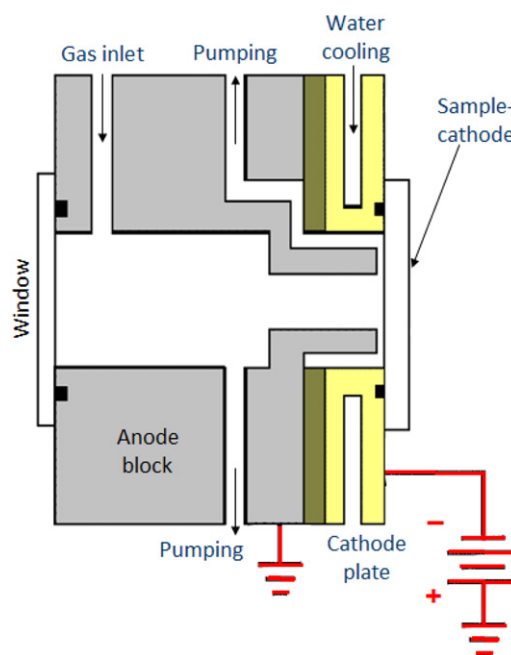 Gas inlet
Pumping
Water
cooling
Sample-
cathode
Window
Anode
block
Pumping
Cathode
plate
−
+